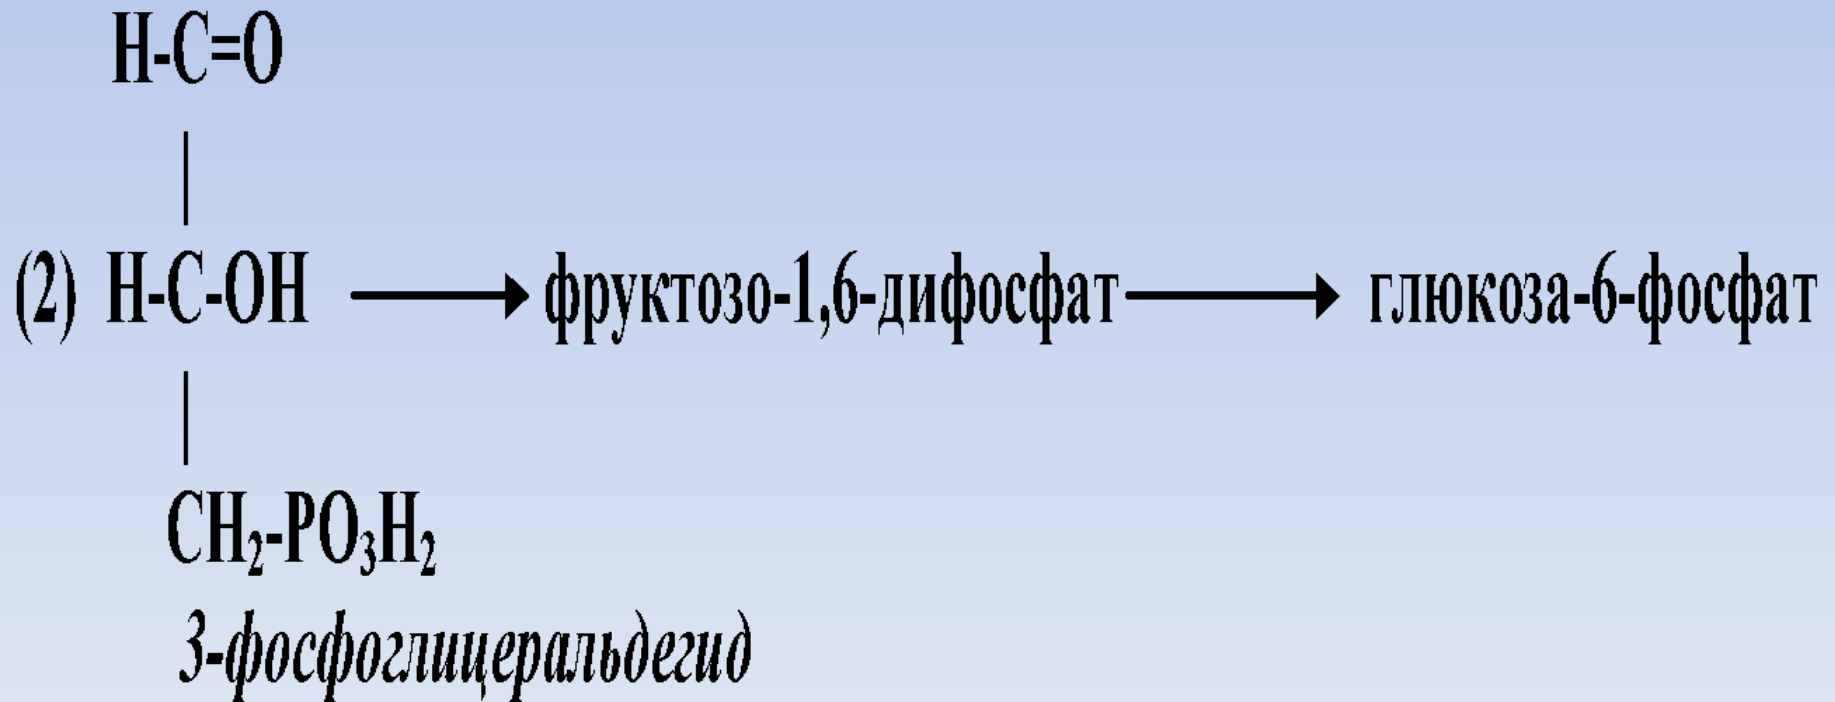 H-C=O
|
(2) H-C-OH ⟶ фруктозо-1,6-дифосфат ⟶ глюкоза-6-фосфат
|
CH₂-PO₃H₂
3-фосфоглицеральдегид